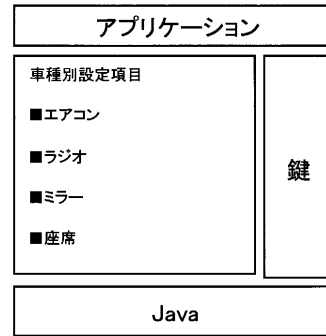 アプリケーション
車種別設定項目
■エアコン
■ラジオ
■ミラー
■座席
鍵
Java